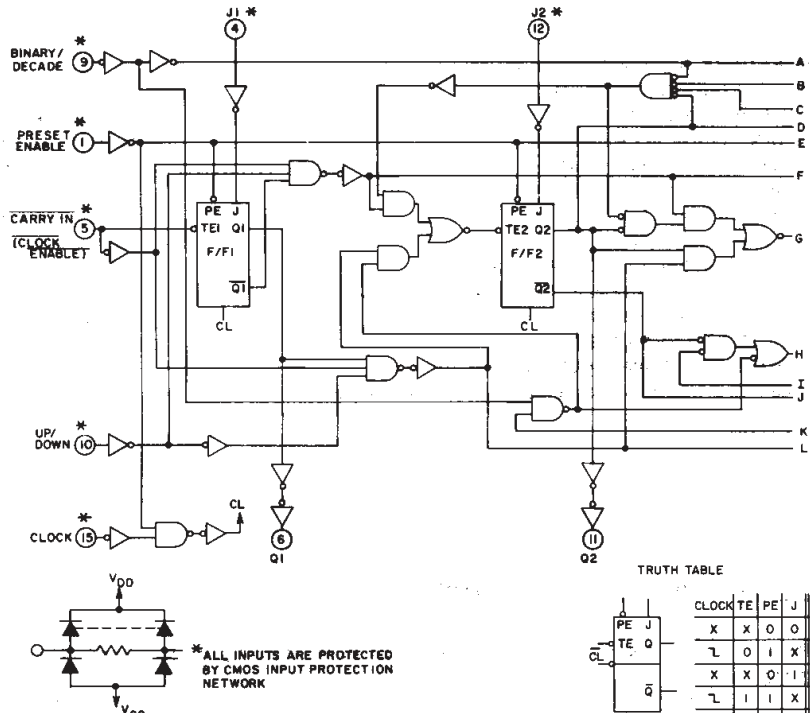 J1 *
4
J2 *
12
BINARY/
DECADE
*
9
A
B
C
D
PRESET
ENABLE
*
1
E
F
CARRY IN
*
5
(CLOCK
ENABLE)
PE J
TE1 Q1
F/F1
Q1
CL
PE J
TE2 Q2
F/F2
Q2
CL
G
H
I
J
K
L
UP/
DOWN
*
10
CLOCK
*
15
CL
6
Q1
11
Q2
VDD
* ALL INPUTS ARE PROTECTED
BY CMOS INPUT PROTECTION
NETWORK
TRUTH TABLE
PE J
TE Q
CL
Q
CLOCK TE PE J
X X 0 0
0 1 X
X X 0 1
1 1 X